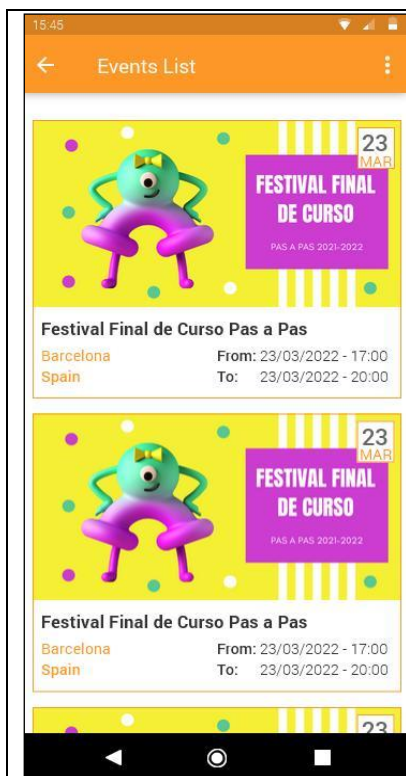 15:45
Events List
23
MAR
FESTIVAL FINAL
DE CURSO
PAS A PAS 2021-2022
Festival Final de Curso Pas a Pas
Barcelona From: 23/03/2022 - 17:00
Spain To: 23/03/2022 - 20:00
23
MAR
FESTIVAL FINAL
DE CURSO
PAS A PAS 2021-2022
Festival Final de Curso Pas a Pas
Barcelona From: 23/03/2022 - 17:00
Spain To: 23/03/2022 - 20:00
23